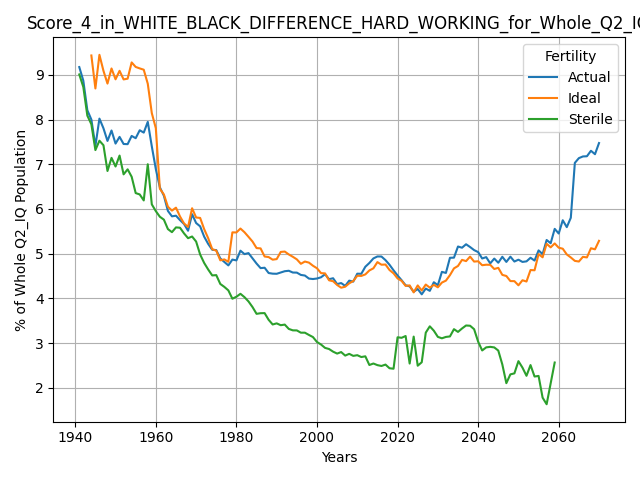 Score_4_in_WHITE_BLACK_DIFFERENCE_HARD_WORKING_for_Whole_Q2_IQ
Fertility
Actual
Ideal
Sterile
% of Whole Q2_IQ Population
9
8
7
6
5
4
3
2
1940 1960 1980 2000 2020 2040 2060
Years